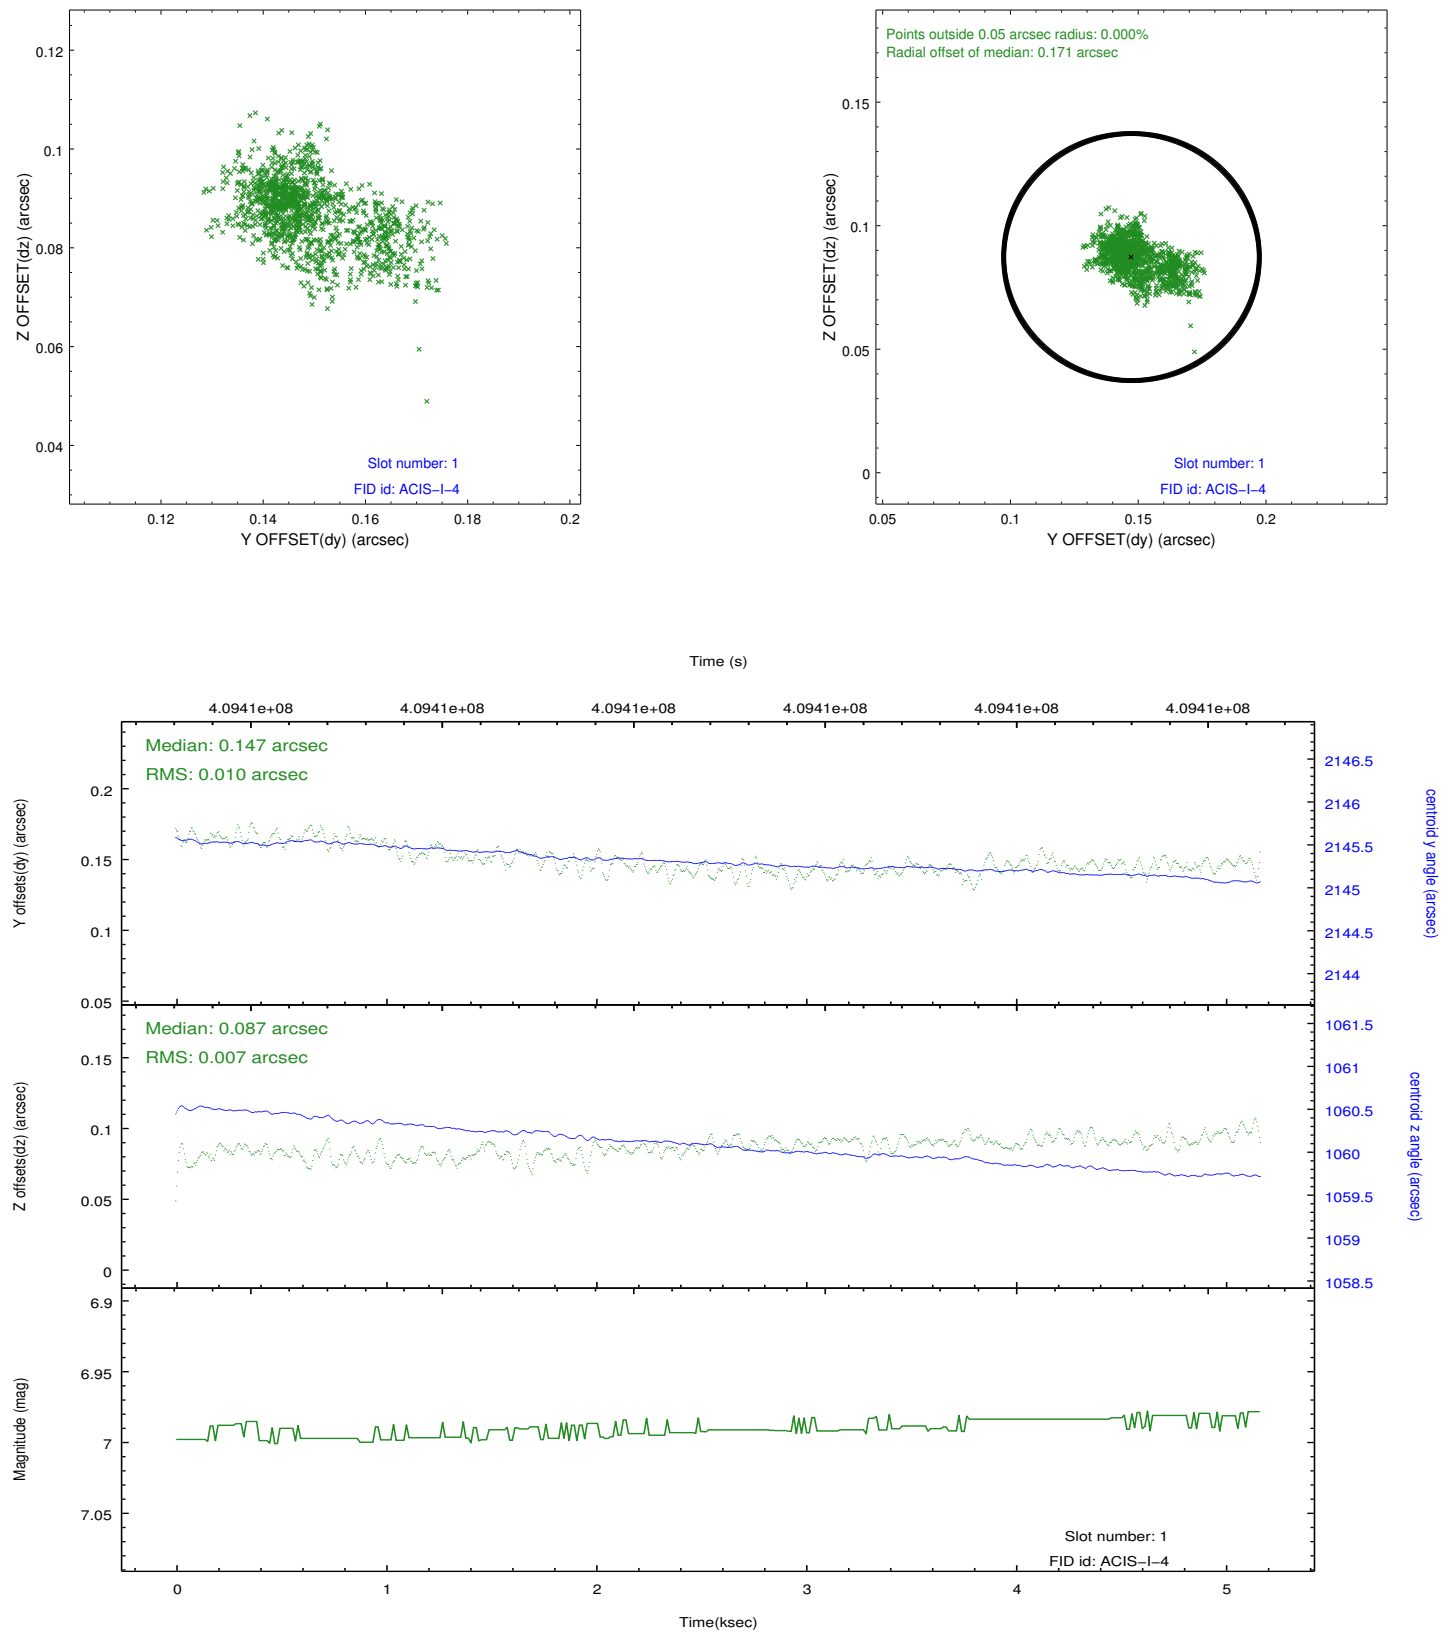 0.12
0.1
0.08
0.06
0.04
Z OFFSET(dz) (arcsec)
Slot number: 1
FID id: ACIS−I−4
0.12 0.14 0.16 0.18 0.2
Y OFFSET(dy) (arcsec)
Points outside 0.05 arcsec radius: 0.000%
Radial offset of median: 0.171 arcsec
0.15
0.1
0.05
0
Z OFFSET(dz) (arcsec)
Slot number: 1
FID id: ACIS−I−4
0.05 0.1 0.15 0.2
Y OFFSET(dy) (arcsec)
Time (s)
4.0941e+08 4.0941e+08 4.0941e+08 4.0941e+08 4.0941e+08 4.0941e+08
Median: 0.147 arcsec
RMS: 0.010 arcsec
0.2
0.15
0.1
0.05
Y offsets(dy) (arcsec)
2146.5
2146
2145.5
2145
2144.5
2144
centroid y angle (arcsec)
Median: 0.087 arcsec
RMS: 0.007 arcsec
0.15
0.1
0.05
0
Z offsets(dz) (arcsec)
1061.5
1061
1060.5
1060
1059.5
1059
1058.5
centroid z angle (arcsec)
6.9
6.95
7
7.05
Magnitude (mag)
Slot number: 1
FID id: ACIS−I−4
0 1 2 3 4 5
Time(ksec)